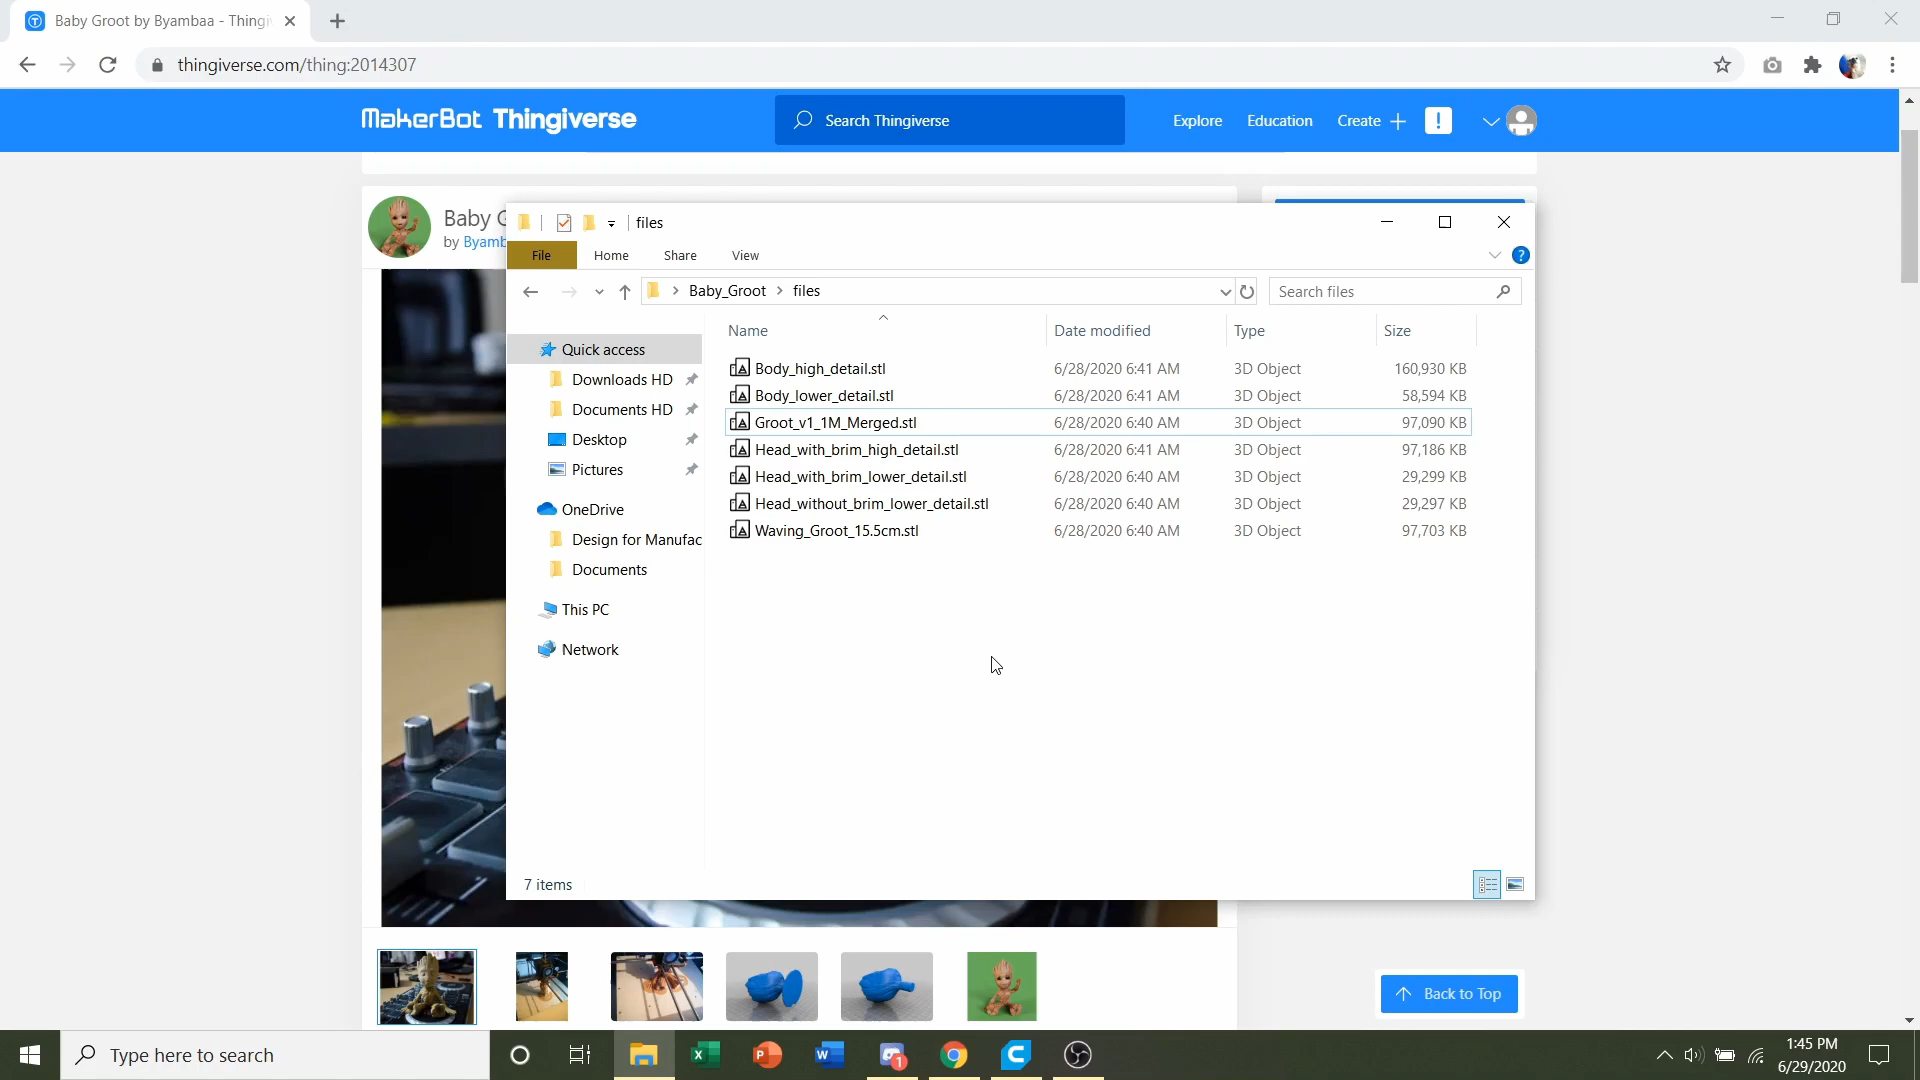 Baby Groot by Byambaa - Thingi
thingiverse.com/thing:2014307
MakerBot Thingiverse
Search Thingiverse
Explore
Education
Create
Baby G
by Byamb
files
File
Home
Share
View
Baby_Groot > files
Search files
Name
Date modified
Type
Size
Quick access
Downloads HD
Documents HD
Desktop
Pictures
OneDrive
Design for Manufac
Documents
This PC
Network
Body_high_detail.stl 6/28/2020 6:41 AM 3D Object 160,930 KB
Body_lower_detail.stl 6/28/2020 6:41 AM 3D Object 58,594 KB
Groot_v1_1M_Merged.stl 6/28/2020 6:40 AM 3D Object 97,090 KB
Head_with_brim_high_detail.stl 6/28/2020 6:41 AM 3D Object 97,186 KB
Head_with_brim_lower_detail.stl 6/28/2020 6:40 AM 3D Object 29,299 KB
Head_without_brim_lower_detail.stl 6/28/2020 6:40 AM 3D Object 29,297 KB
Waving_Groot_15.5cm.stl 6/28/2020 6:40 AM 3D Object 97,703 KB
7 items
Back to Top
Type here to search
1
1:45 PM
6/29/2020